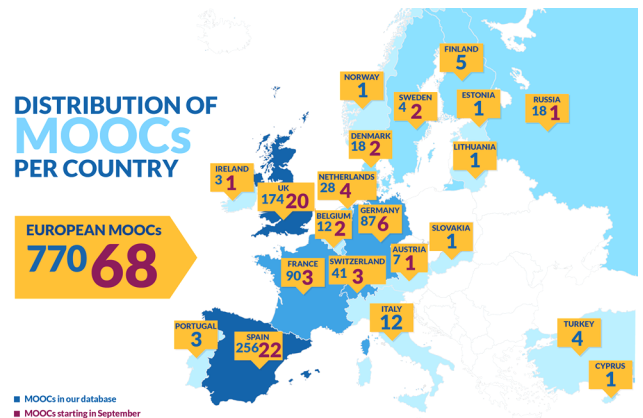 DISTRIBUTION OF
MOOCs
PER COUNTRY
EUROPEAN MOOCs
770 68
FINLAND
5
NORWAY
1
SWEDEN
4 2
ESTONIA
1
RUSSIA
18 1
DENMARK
18 2
LITHUANIA
1
IRELAND
3 1
UK
174 20
NETHERLANDS
28 4
BELGIUM
12 2
GERMANY
87 6
SLOVAKIA
1
AUSTRIA
7 1
FRANCE
90 3
SWITZERLAND
41 3
ITALY
12
PORTUGAL
3
SPAIN
256 22
TURKEY
4
CYPRUS
1
MOOCs in our database
MOOCs starting in September